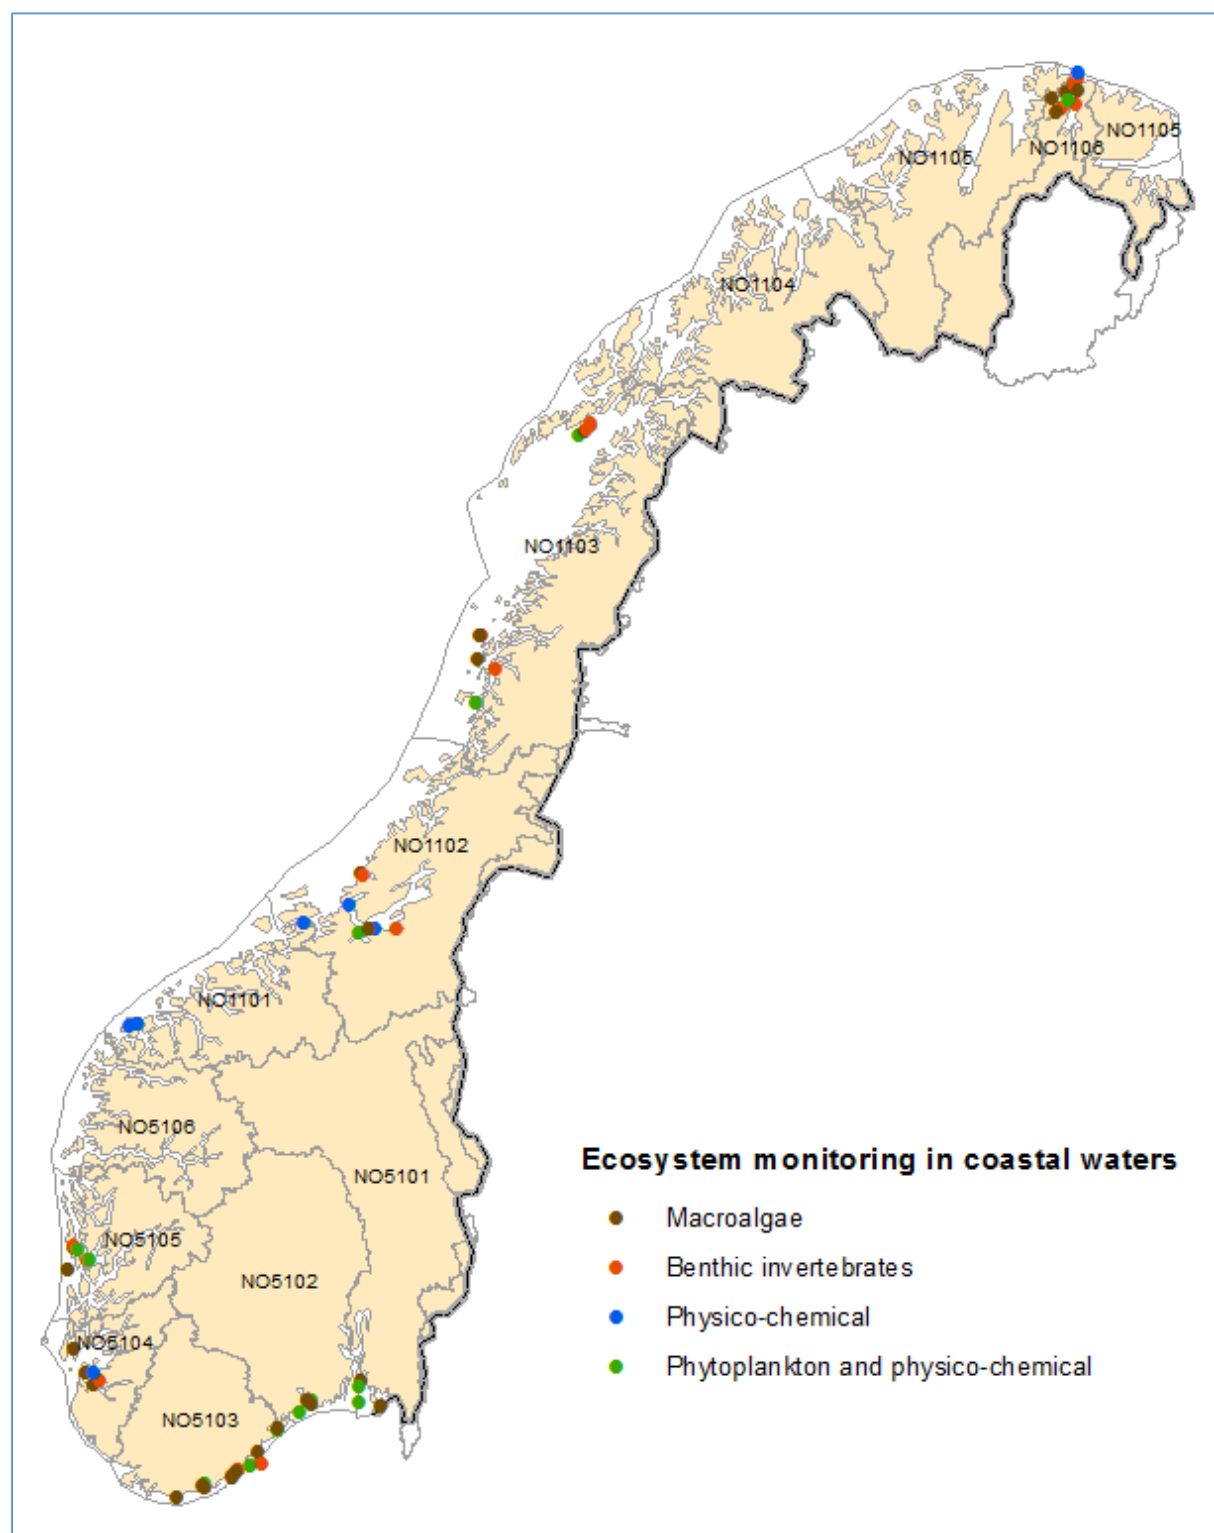 NO1105
NO1106
NO1105
NO1104
NO1103
NO1102
NO1101
NO5106
NO5101
NO5105
NO5102
NO5104
NO5103
Ecosystem monitoring in coastal waters
Macroalgae
Benthic invertebrates
Physico-chemical
Phytoplankton and physico-chemical